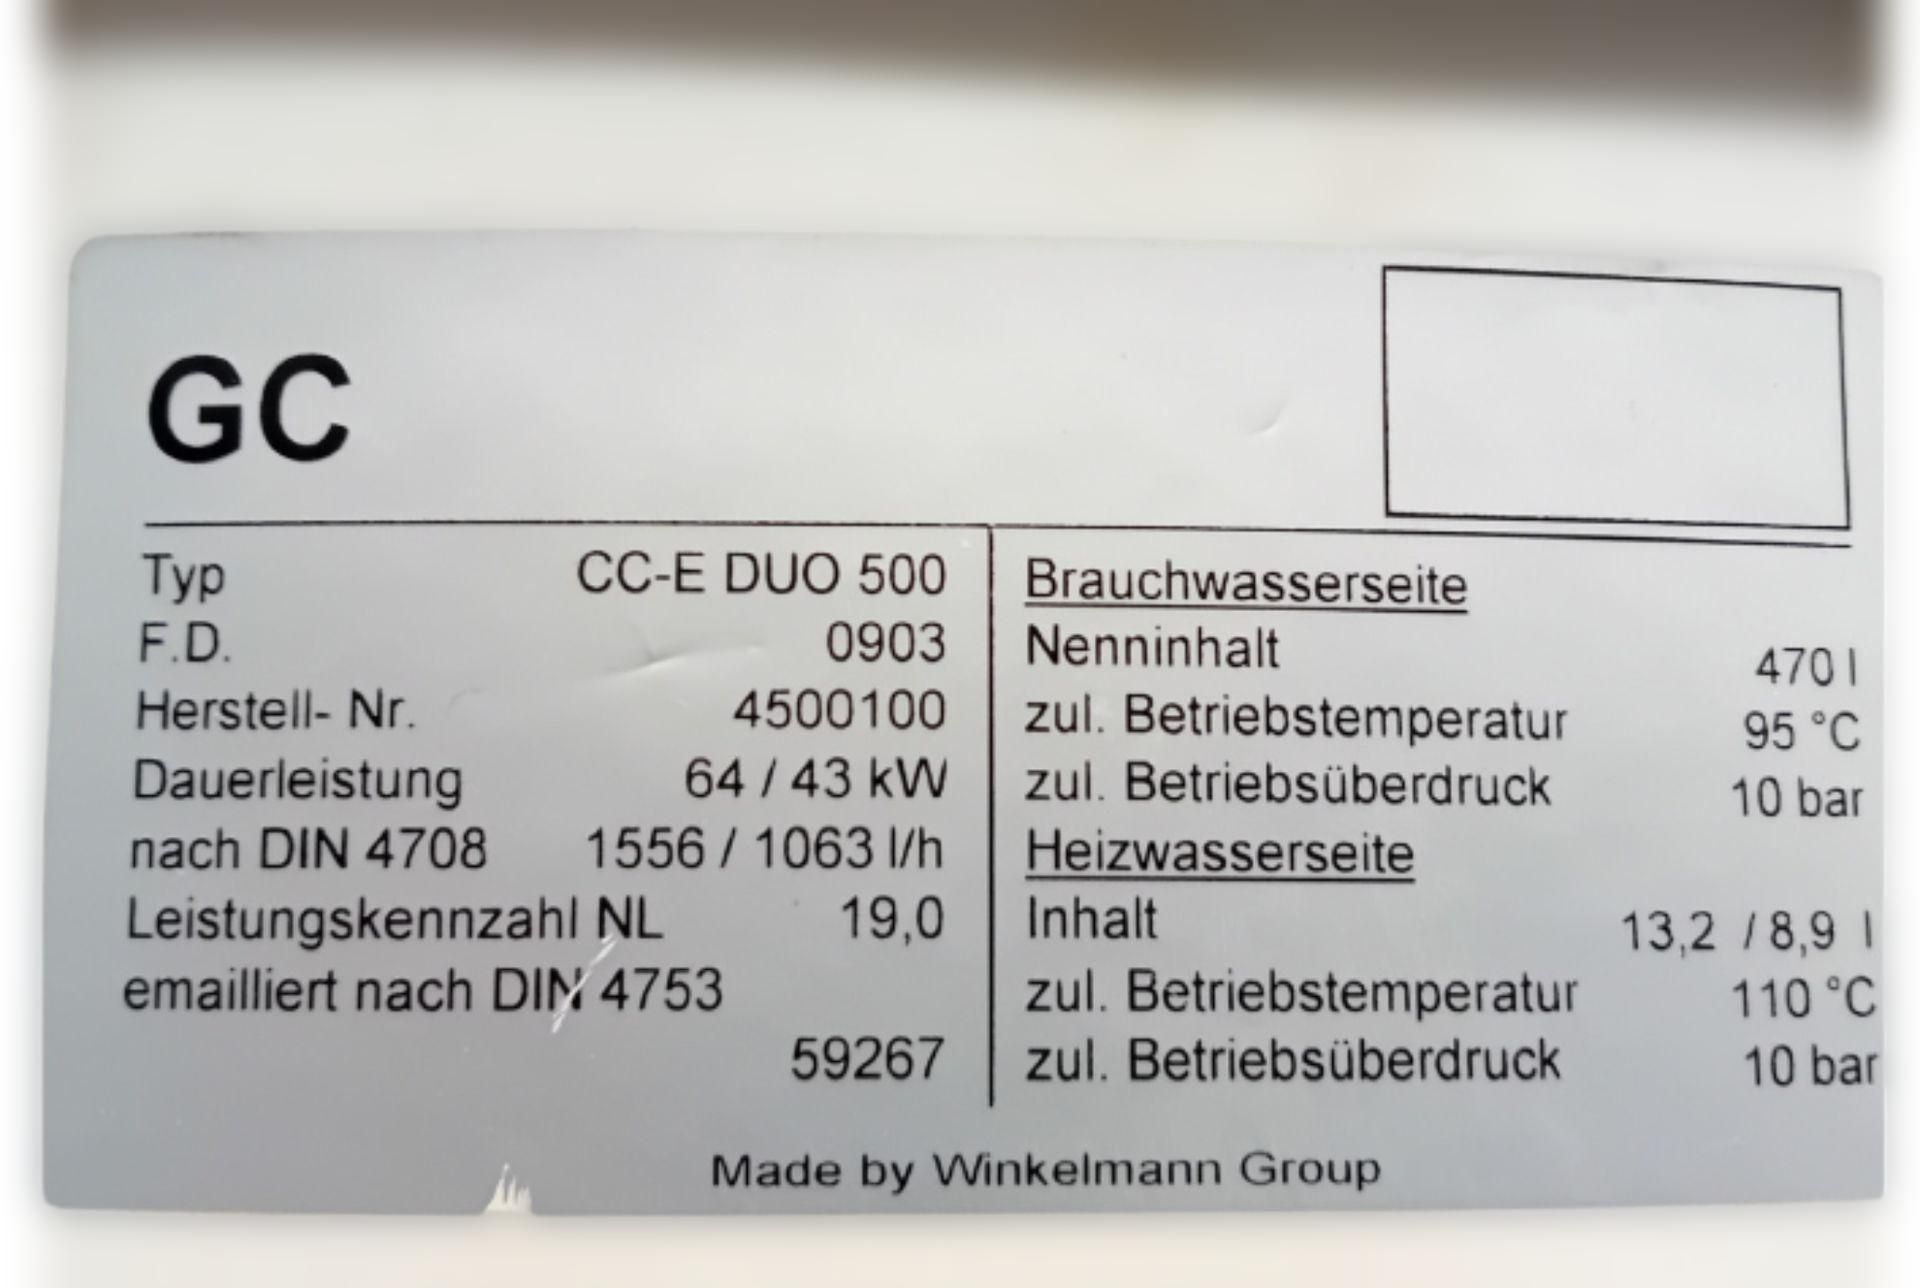 GC
Typ CC-E DUO 500
F.D. 0903
Herstell- Nr. 4500100
Dauerleistung 64 / 43 kW
nach DIN 4708 1556 / 1063 l/h
Leistungskennzahl NL 19,0
emailliert nach DIN 4753
59267
Brauchwasserseite
Nenninhalt 470 l
zul. Betriebstemperatur 95 °C
zul. Betriebsüberdruck 10 bar
Heizwasserseite
Inhalt 13,2 / 8,9 l
zul. Betriebstemperatur 110 °C
zul. Betriebsüberdruck 10 bar
Made by Winkelmann Group